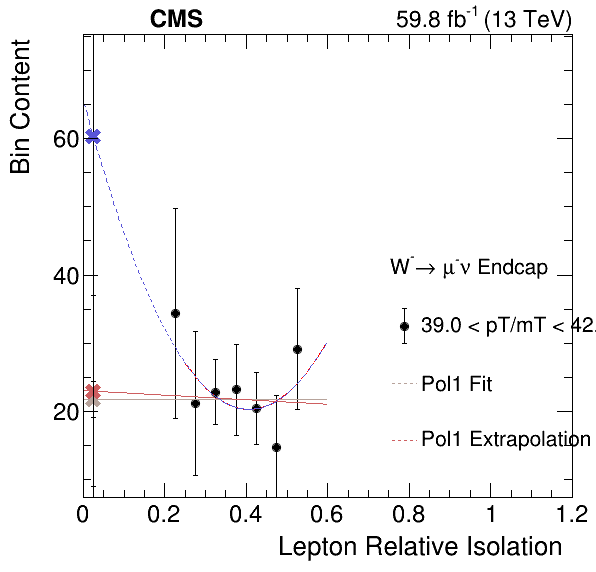 CMS
59.8 fb⁻¹ (13 TeV)
Bin Content
60
40
20
W⁻→ μ⁻ν Endcap
39.0 < pT/mT < 42.
Pol1 Fit
Pol1 Extrapolation
0 0.2 0.4 0.6 0.8 1 1.2
Lepton Relative Isolation